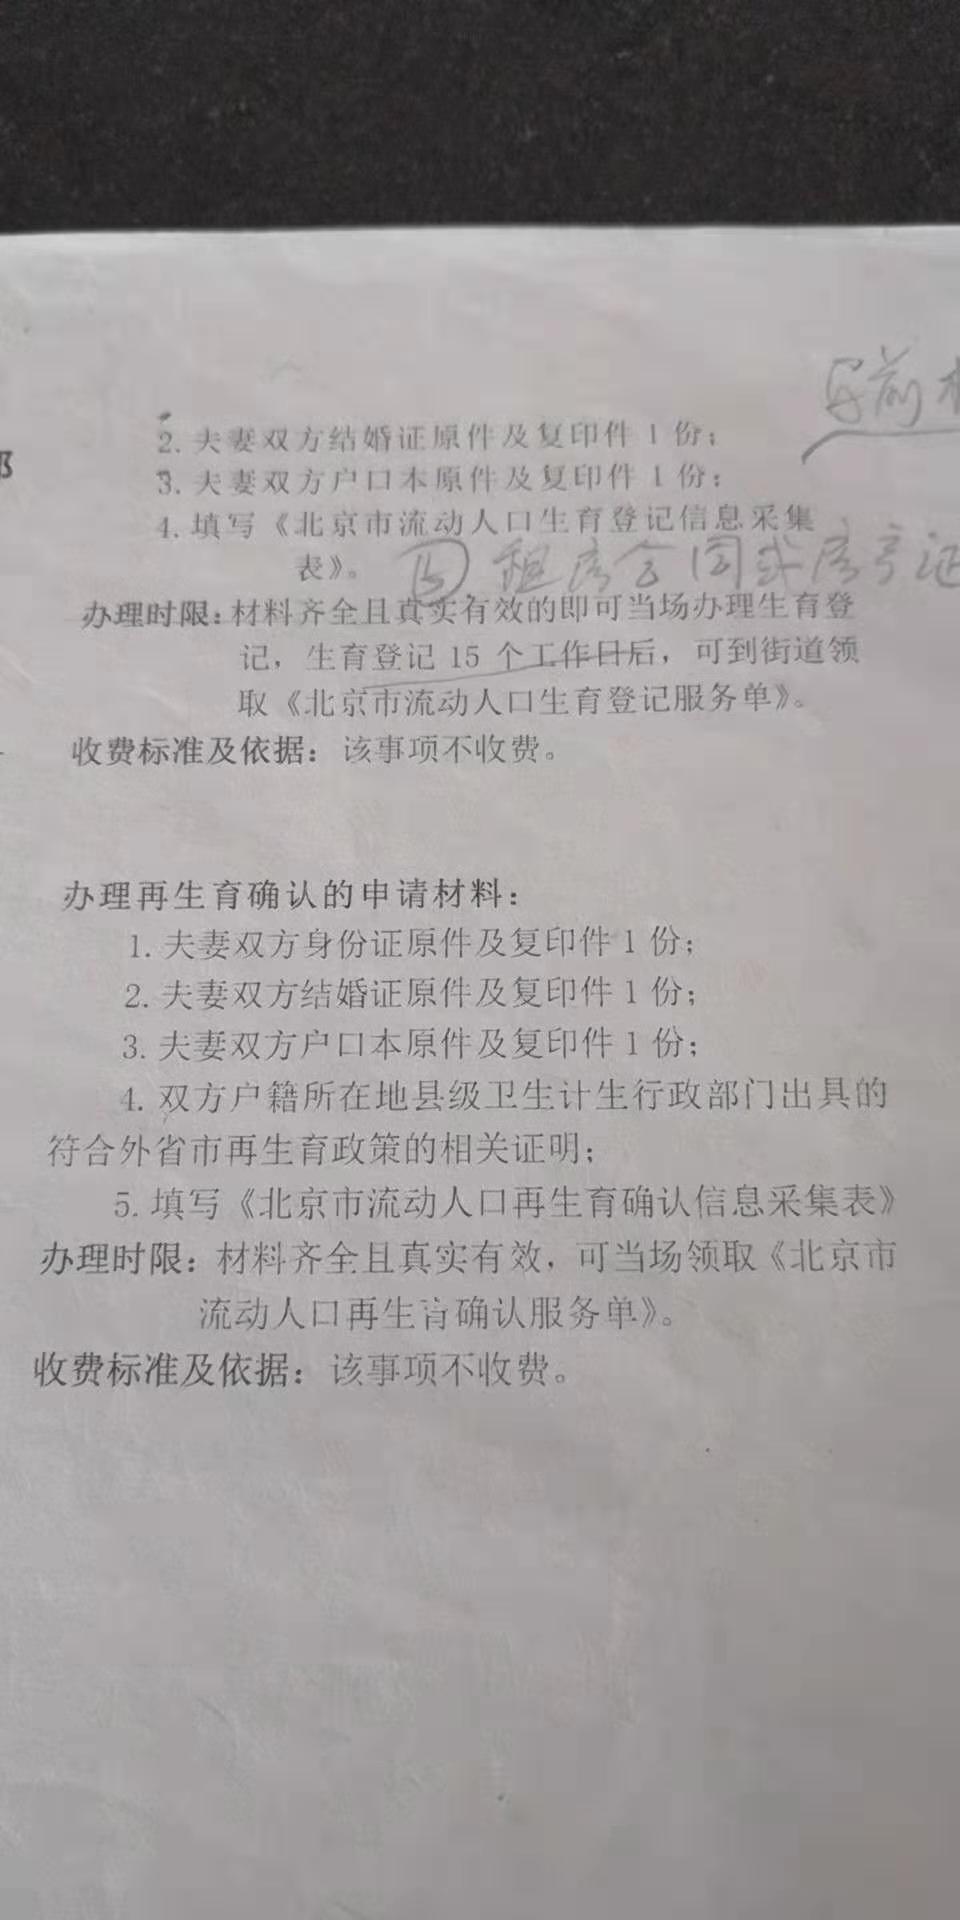 2. 夫妻双方结婚证原件及复印件 1 份；
3. 夫妻双方户口本原件及复印件 1 份；
4. 填写《北京市流动人口生育登记信息采集
表》。
⑤ 租房合同或房产证
办理时限：材料齐全且真实有效的即可当场办理生育登
记，生育登记 15 个工作日后，可到街道领
取《北京市流动人口生育登记服务单》。
收费标准及依据：该事项不收费。
办理再生育确认的申请材料：
1. 夫妻双方身份证原件及复印件 1 份；
2. 夫妻双方结婚证原件及复印件 1 份；
3. 夫妻双方户口本原件及复印件 1 份；
4. 双方户籍所在地县级卫生计生行政部门出具的
符合外省市再生育政策的相关证明；
5. 填写《北京市流动人口再生育确认信息采集表》
办理时限：材料齐全且真实有效，可当场领取《北京市
流动人口再生育确认服务单》。
收费标准及依据：该事项不收费。